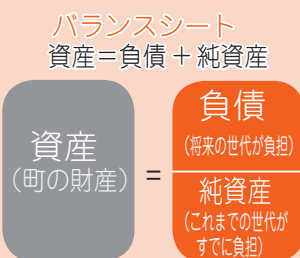 バランスシート
資産＝負債＋純資産
資産
（町の財産）
＝
負債
（将来の世代が負担）
純資産
（これまでの世代が
すでに負担）